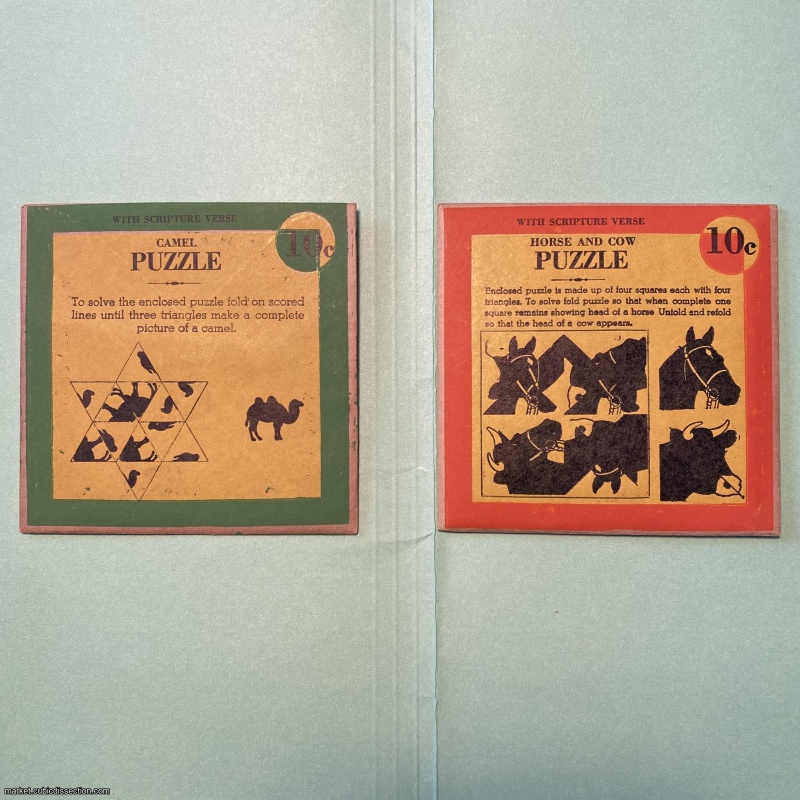 WITH SCRIPTURE VERSE
10c
CAMEL
PUZZLE
To solve the enclosed puzzle fold on scored
lines until three triangles make a complete
picture of a camel.
WITH SCRIPTURE VERSE
10c
HORSE AND COW
PUZZLE
Enclosed puzzle is made up of four squares each with four
triangles. To solve fold puzzle so that when complete one
square remains showing head of a horse Unfold and refold
so that the head of a cow appears.
market.cubicdissection.com